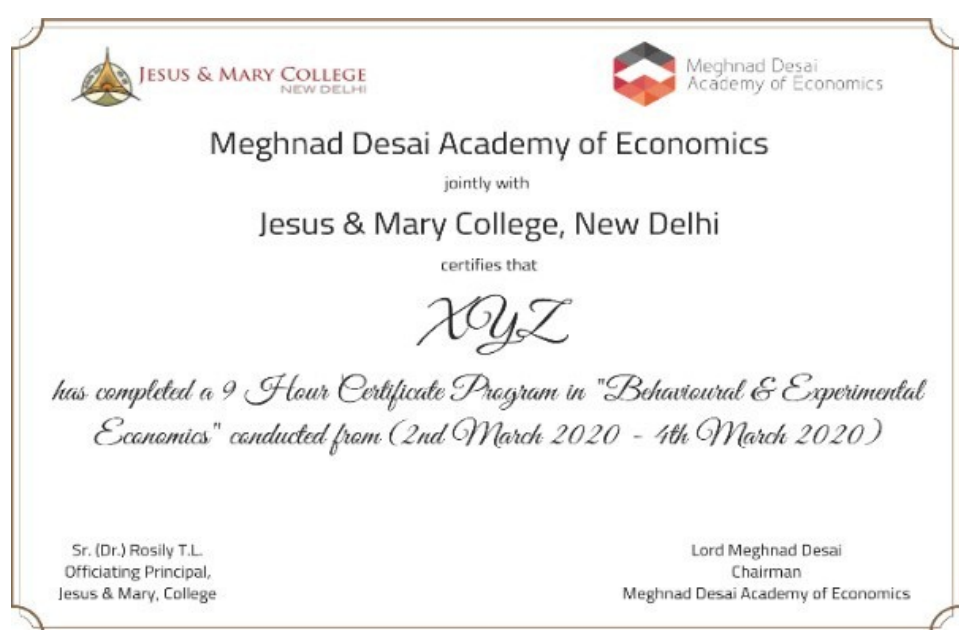 JESUS & MARY COLLEGE
NEW DELHI
Meghnad Desai
Academy of Economics
Meghnad Desai Academy of Economics
jointly with
Jesus & Mary College, New Delhi
certifies that
XYZ
has completed a 9 Hour Certificate Program in "Behavioural & Experimental
Economics" conducted from (2nd March 2020 - 4th March 2020)
Sr. (Dr.) Rosily T.L.
Officiating Principal,
Jesus & Mary, College
Lord Meghnad Desai
Chairman
Meghnad Desai Academy of Economics